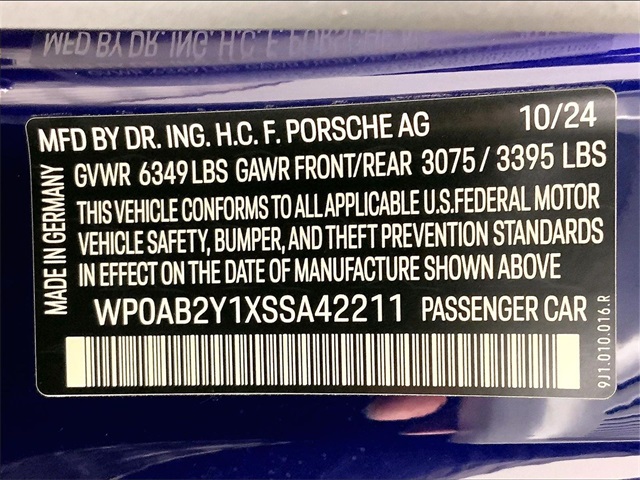 MFD BY DR. ING. H.C. F. PORSCHE AG 10/24
GVWR 6349 LBS GAWR FRONT/REAR 3075 / 3395 LBS
THIS VEHICLE CONFORMS TO ALL APPLICABLE U.S.FEDERAL MOTOR
VEHICLE SAFETY, BUMPER, AND THEFT PREVENTION STANDARDS
IN EFFECT ON THE DATE OF MANUFACTURE SHOWN ABOVE
WP0AB2Y1XSSA42211 PASSENGER CAR
MADE IN GERMANY
9J1.010.016.R